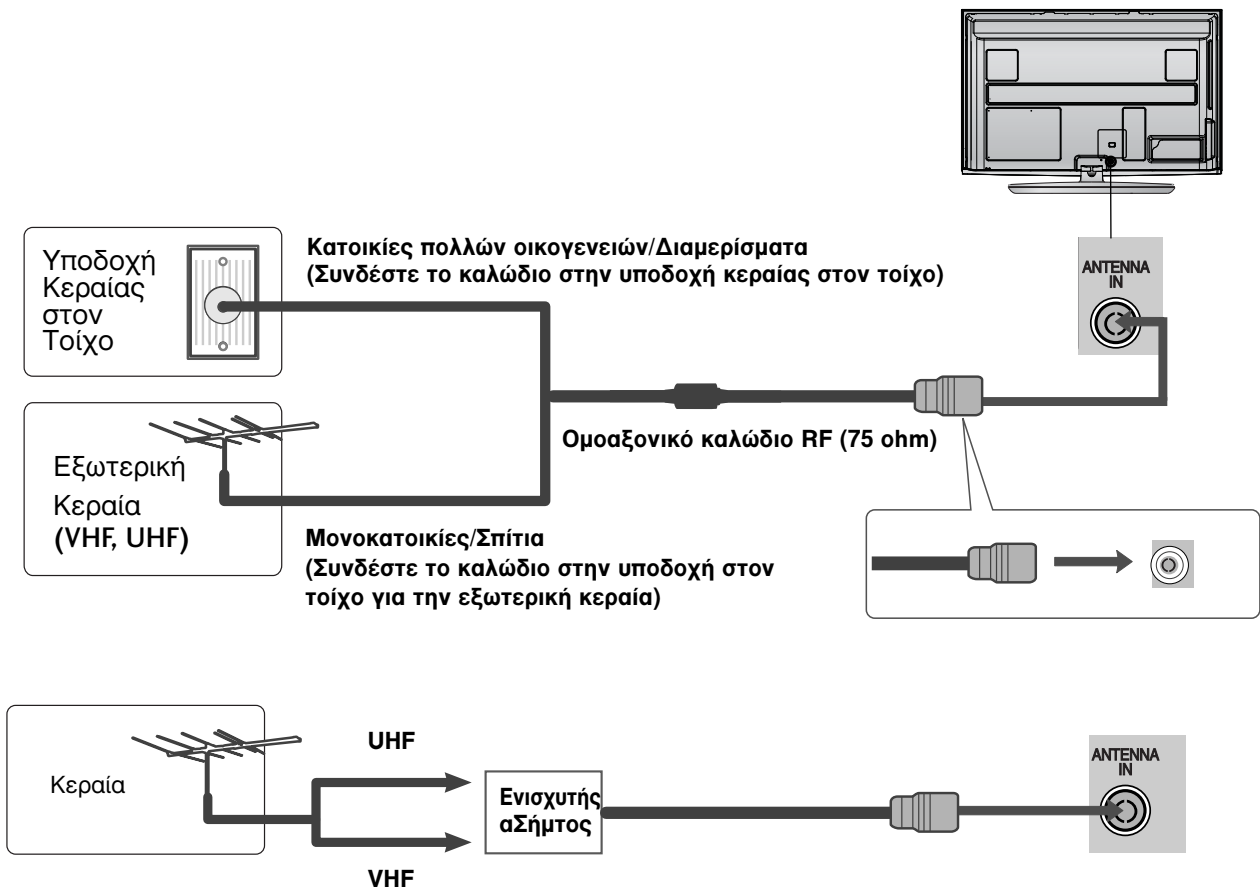 Υποδοχή
Κεραίας
στον
Τοίχο
Κατοικίες πολλών οικογενειών/Διαμερίσματα
(Συνδέστε το καλώδιο στην υποδοχή κεραίας στον τοίχο)
ANTENNA
IN
Εξωτερική
Κεραία
(VHF, UHF)
Ομοαξονικό καλώδιο RF (75 ohm)
Μονοκατοικίες/Σπίτια
(Συνδέστε το καλώδιο στην υποδοχή στον
τοίχο για την εξωτερική κεραία)
Κεραία
UHF
VHF
Ενισχυτής
αΣήμτος
ANTENNA
IN